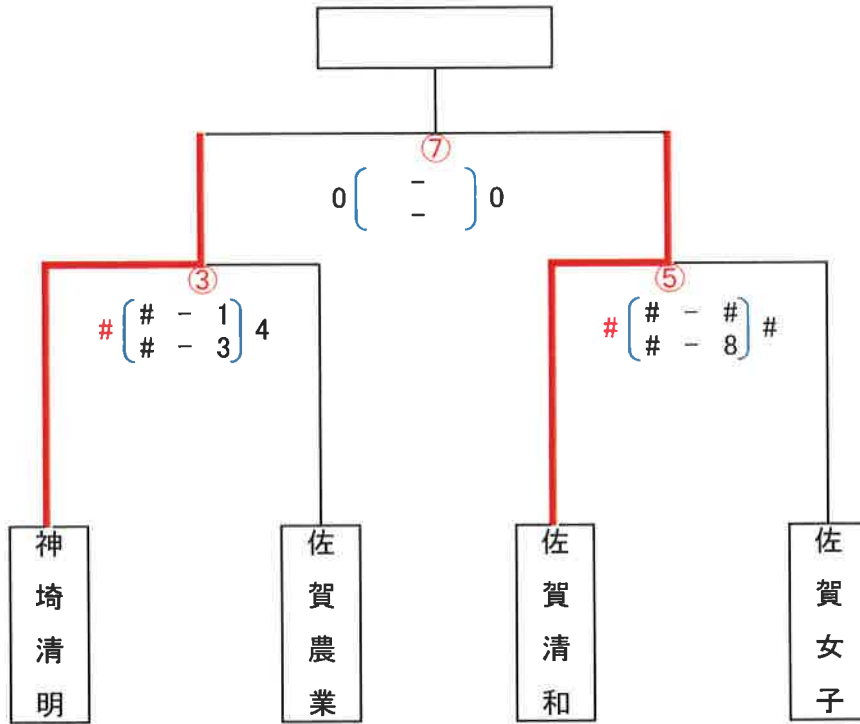 ⑦
0 ( - ) 0
-
③
⑤
# ( # - 1 ) 4
# - 3
# ( # - # ) #
# - 8
神埼清明
佐賀農業
佐賀清和
佐賀女子